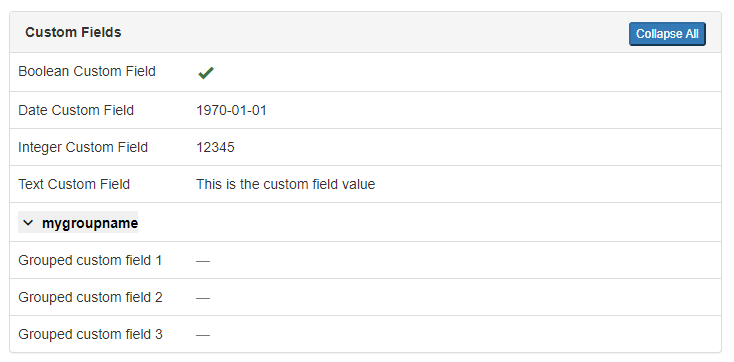 Custom Fields Collapse All
Boolean Custom Field
Date Custom Field 1970-01-01
Integer Custom Field 12345
Text Custom Field This is the custom field value
mygroupname
Grouped custom field 1 —
Grouped custom field 2 —
Grouped custom field 3 —